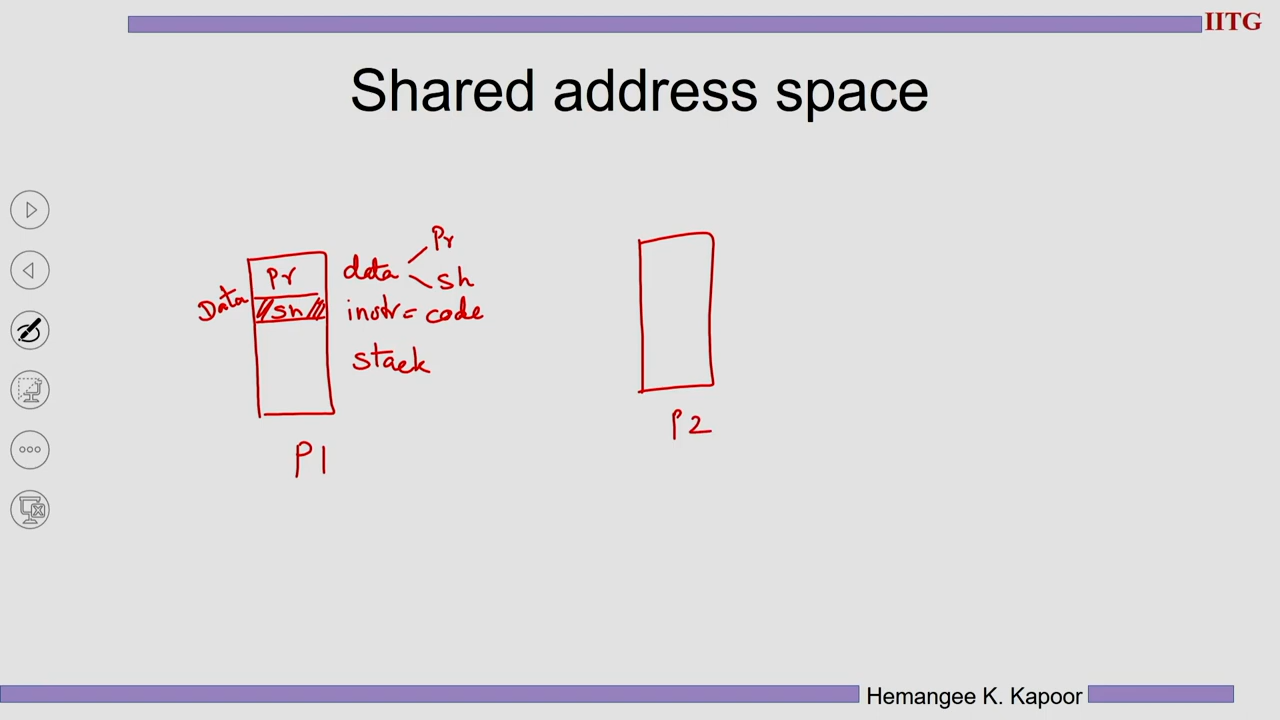 IITG
Shared address space
Pr
Pr data
sh
Data sh instr = code
stack
P1
P2
Hemangee K. Kapoor